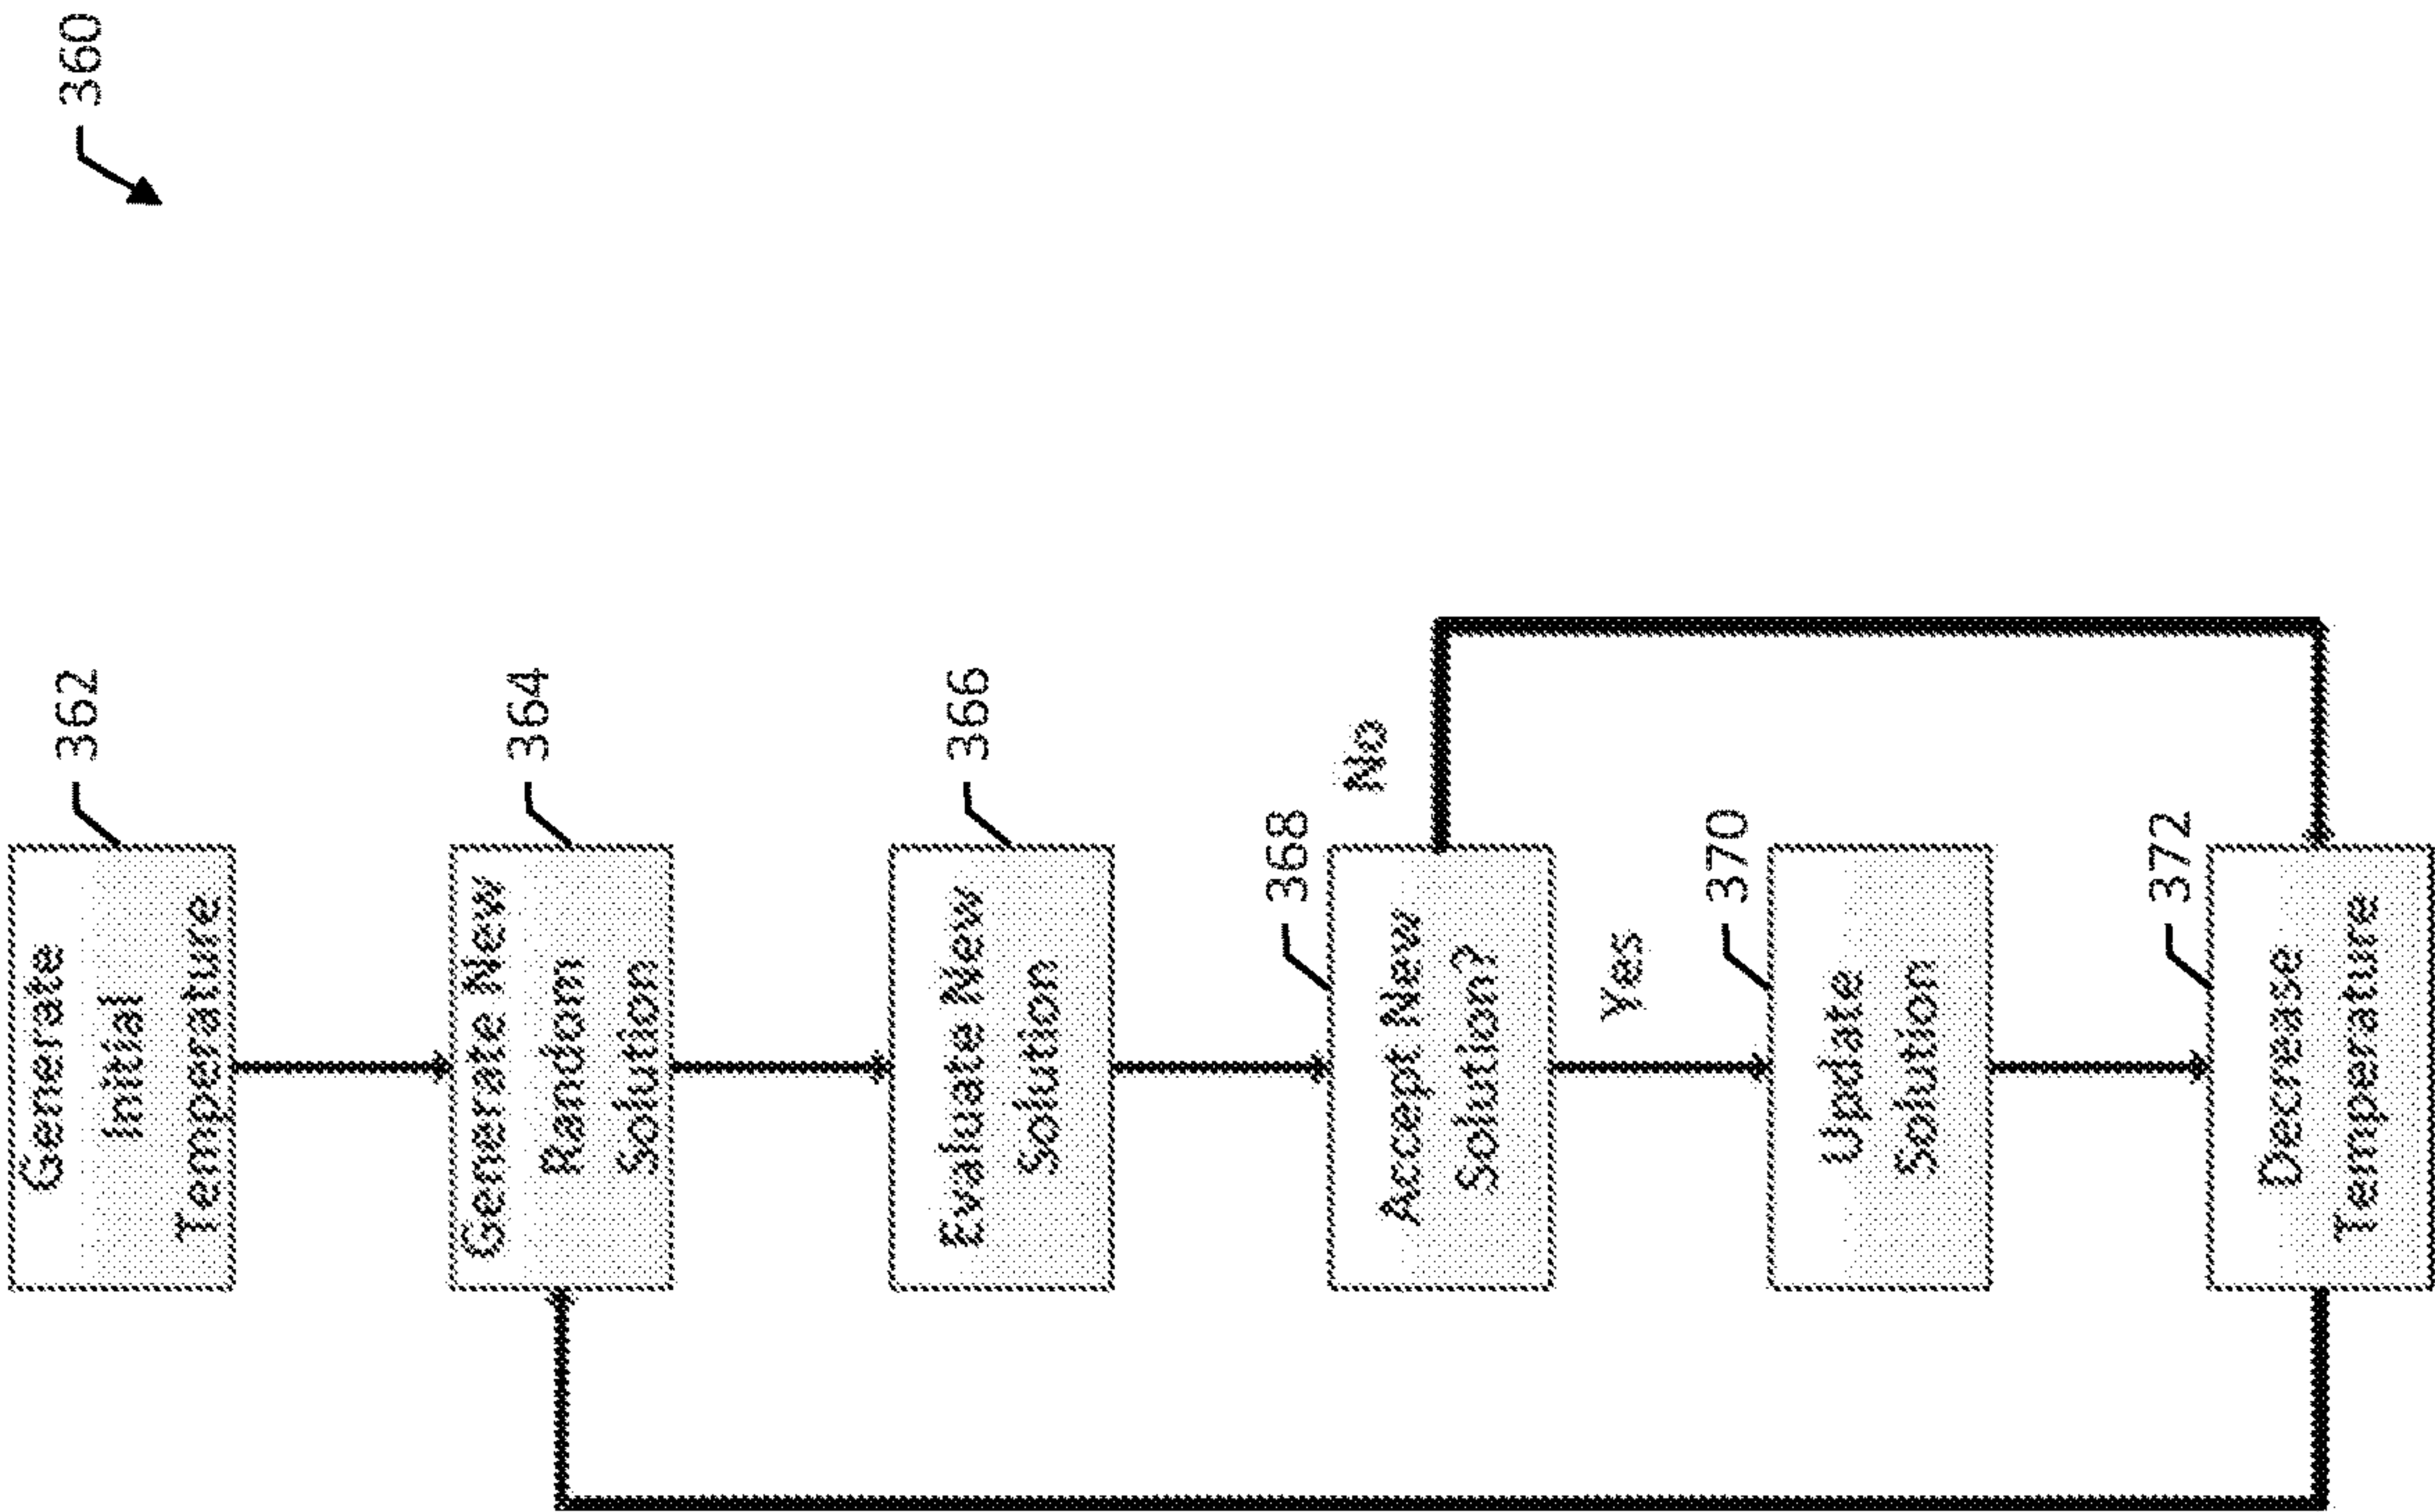 360
362
Generate
Initial
Temperature
364
Generate New
Random
Solution
366
Evaluate New
Solution
368
Accept New
Solution?
No
Yes
370
Update
Solution
372
Decrease
Temperature